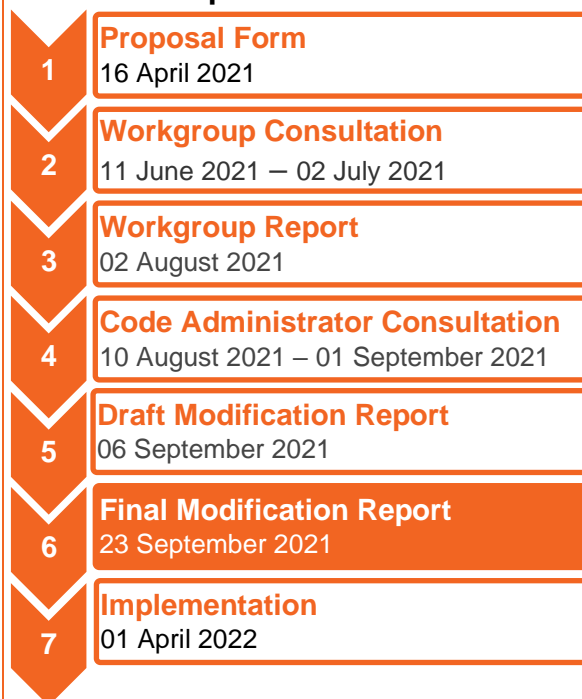 1
Proposal Form
16 April 2021
2
Workgroup Consultation
11 June 2021 – 02 July 2021
3
Workgroup Report
02 August 2021
4
Code Administrator Consultation
10 August 2021 – 01 September 2021
5
Draft Modification Report
06 September 2021
6
Final Modification Report
23 September 2021
7
Implementation
01 April 2022